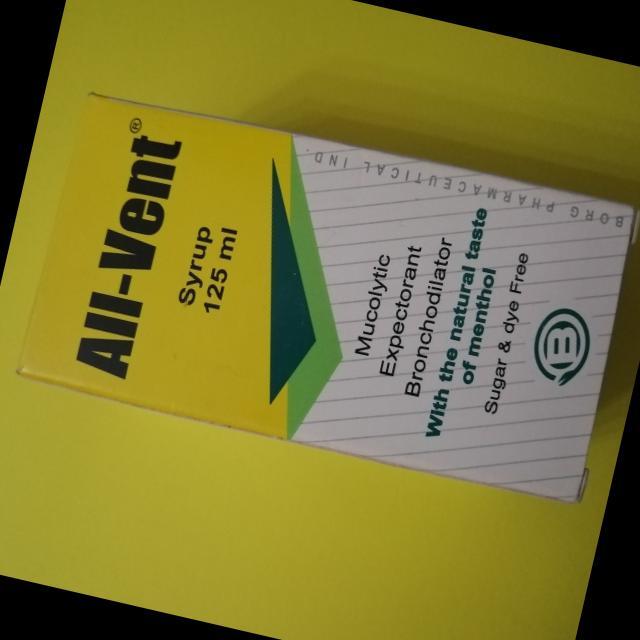 All-Vent®
Syrup
125 ml
Mucolytic
Expectorant
Bronchodilator
With the natural taste
of menthol
Sugar & dye Free
BORG PHARMACEUTICAL IND.